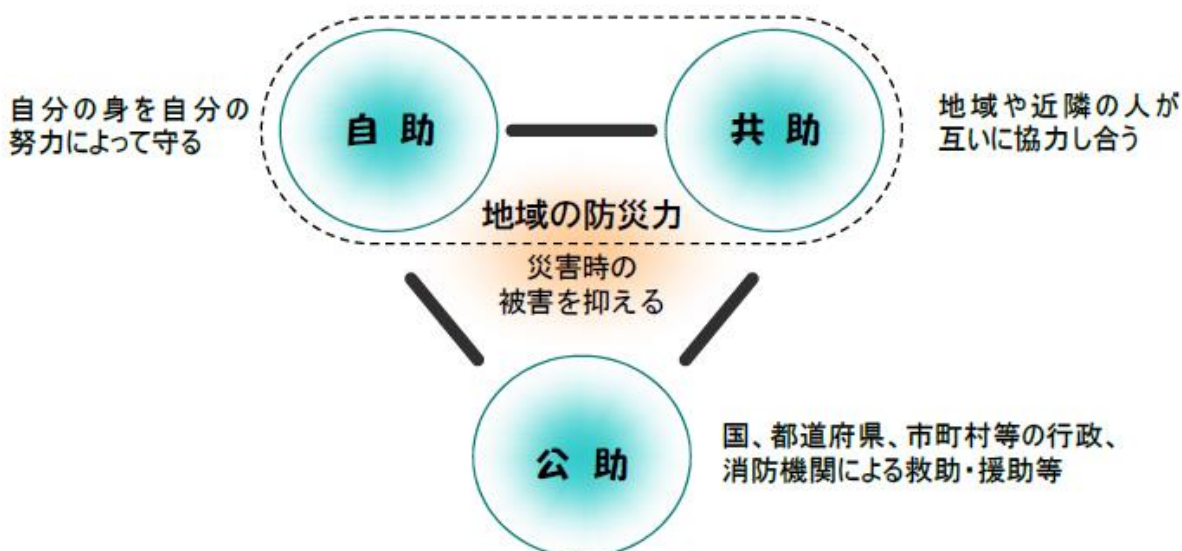 自助
共助
自分の身を自分の
努力によって守る
地域や近隣の人が
互いに協力し合う
地域の防災力
災害時の
被害を抑える
公助
国、都道府県、市町村等の行政、
消防機関による救助・援助等